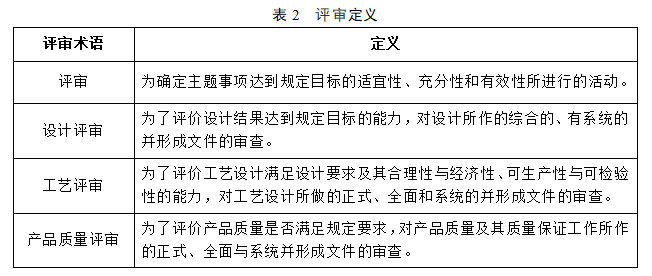 表 2 评审定义
评审术语 定义
评审 为确定主题事项达到规定目标的适宜性、充分性和有效性所进行的活动。
设计评审 为了评价设计结果达到规定目标的能力，对设计所作的综合的、有系统的
并形成文件的审查。
工艺评审 为了评价工艺设计满足设计要求及其合理性与经济性、可生产性与可检验
性的能力，对工艺设计所做的正式、全面和系统的并形成文件的审查。
产品质量评审 为了评价产品质量是否满足规定要求，对产品质量及其质量保证工作所作
的正式、全面与系统并形成文件的审查。